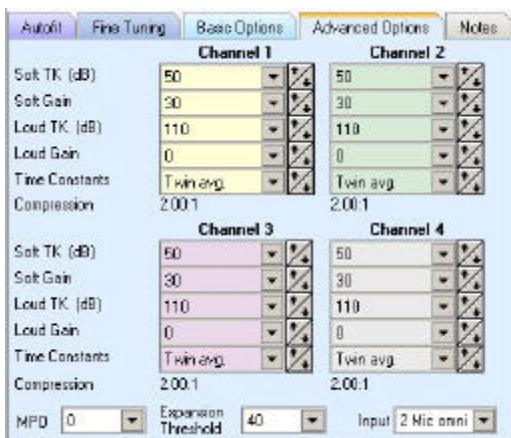 Autofit Fine Tuning Basic Options Advanced Options Notes
Channel 1 Channel 2
Soft TK (dB) 50 50
Soft Gain 30 30
Loud TK (dB) 110 110
Loud Gain 0 0
Time Constants Twin avg. Twin avg.
Compression 2.00:1 2.00:1
Channel 3 Channel 4
Soft TK (dB) 50 50
Soft Gain 30 30
Loud TK (dB) 110 110
Loud Gain 0 0
Time Constants Twin avg. Twin avg.
Compression 2.00:1 2.00:1
MPO 0 Expansion Threshold 40 Input 2 Mic omni